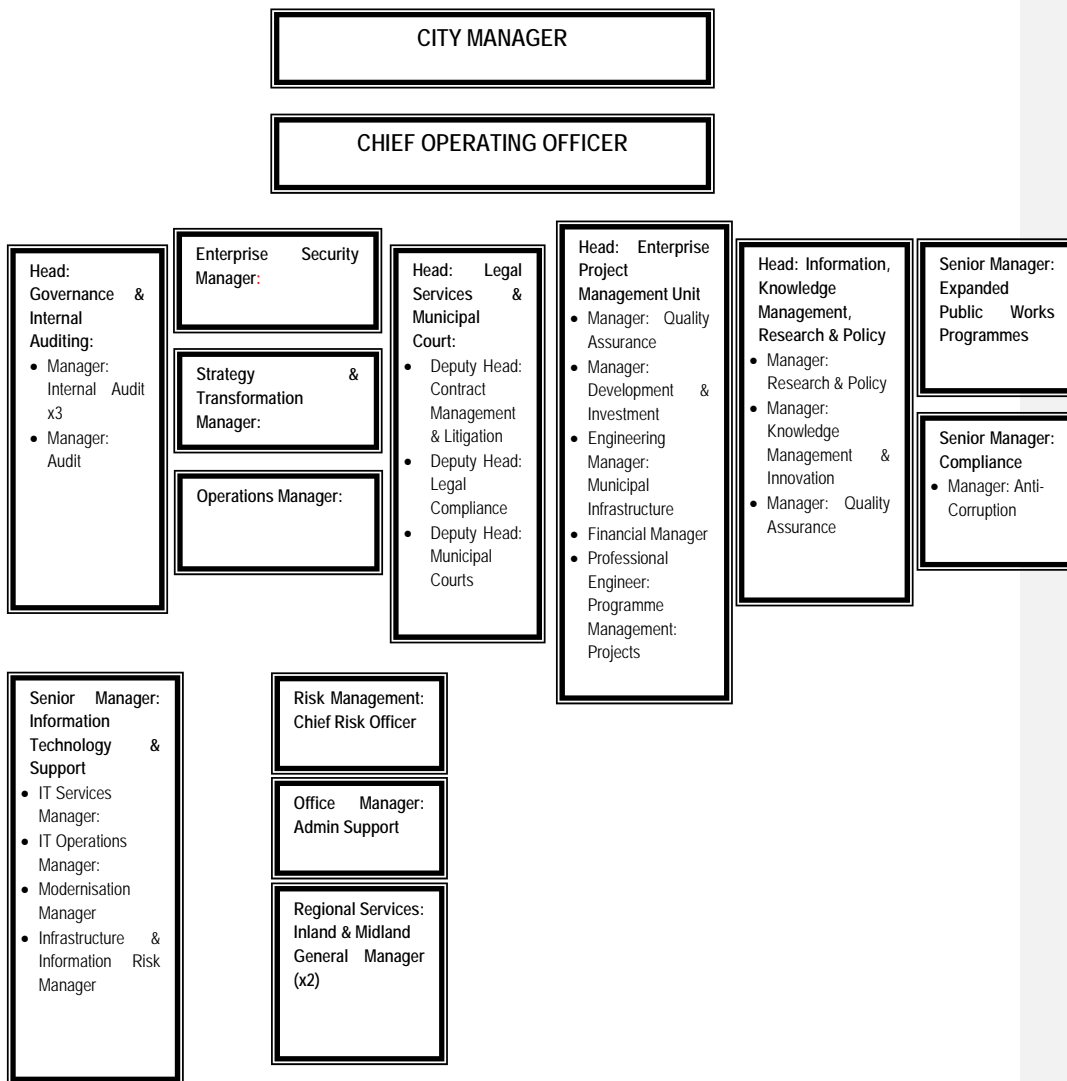 CITY MANAGER
CHIEF OPERATING OFFICER
Head:
Governance &
Internal
Auditing:
• Manager:
Internal Audit
x3
• Manager:
Audit
Enterprise Security
Manager:
Strategy &
Transformation
Manager:
Operations Manager:
Head: Legal
Services &
Municipal
Court:
• Deputy Head:
Contract
Management
& Litigation
• Deputy Head:
Legal
Compliance
• Deputy Head:
Municipal
Courts
Head: Enterprise
Project
Management Unit
• Manager: Quality
Assurance
• Manager:
Development &
Investment
• Engineering
Manager:
Municipal
Infrastructure
• Financial Manager
• Professional
Engineer:
Programme
Management:
Projects
Head: Information,
Knowledge
Management,
Research & Policy
• Manager:
Research & Policy
• Manager:
Knowledge
Management &
Innovation
• Manager: Quality
Assurance
Senior Manager:
Expanded
Public Works
Programmes
Senior Manager:
Compliance
• Manager: Anti-
Corruption
Senior Manager:
Information
Technology &
Support
• IT Services
Manager:
• IT Operations
Manager:
• Modernisation
Manager
• Infrastructure &
Information Risk
Manager
Risk Management:
Chief Risk Officer
Office Manager:
Admin Support
Regional Services:
Inland & Midland
General Manager
(x2)